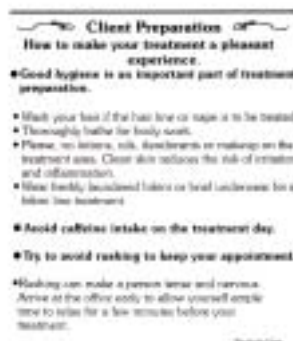 Client Preparation
How to make your treatment a pleasant
experience.
Good hygiene is an important part of treatment
preparation.
Wash your hair if the hair line or nape is to be treated
Thoroughly bathe for body work.
Please, no lotions, oils, deodorants or makeup on the
treatment area. Clean skin reduces the risk of irritation
and inflammation.
Wear freshly laundered bikini or brief underwear for a
bikini line treatment
Avoid caffeine intake on the treatment day.
Try to avoid rushing to keep your appointment
Rushing can make a person tense and nervous.
Arrive at the office early to allow yourself ample
time to relax for a few minutes before your
treatment.